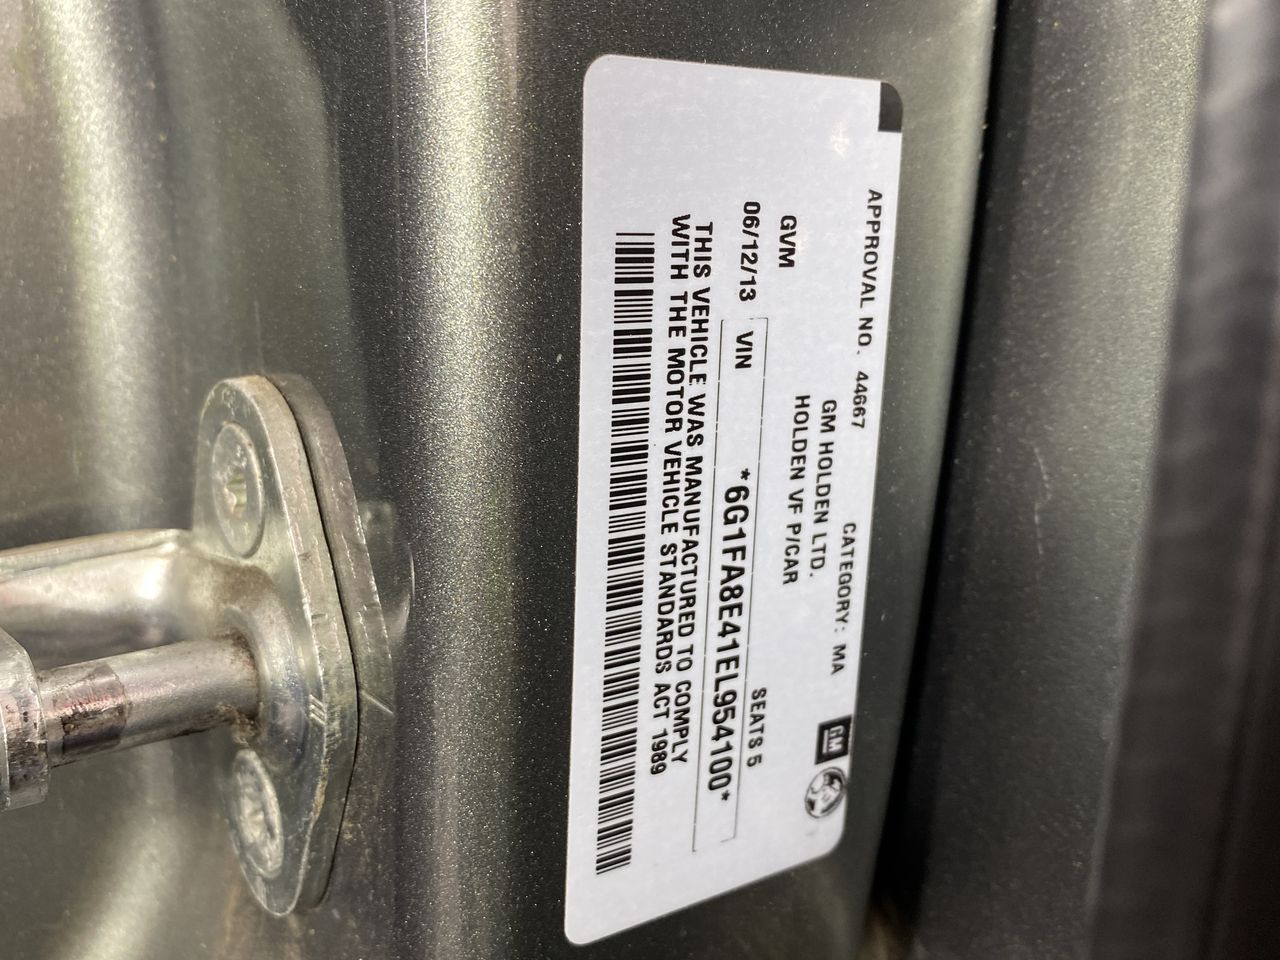 APPROVAL NO. 44667 CATEGORY: MA
GM HOLDEN LTD. GM
GVM HOLDEN VF P/CAR
SEATS 5
06/12/13 VIN *6G1FA8E41EL954100*
THIS VEHICLE WAS MANUFACTURED TO COMPLY
WITH THE MOTOR VEHICLE STANDARDS ACT 1989